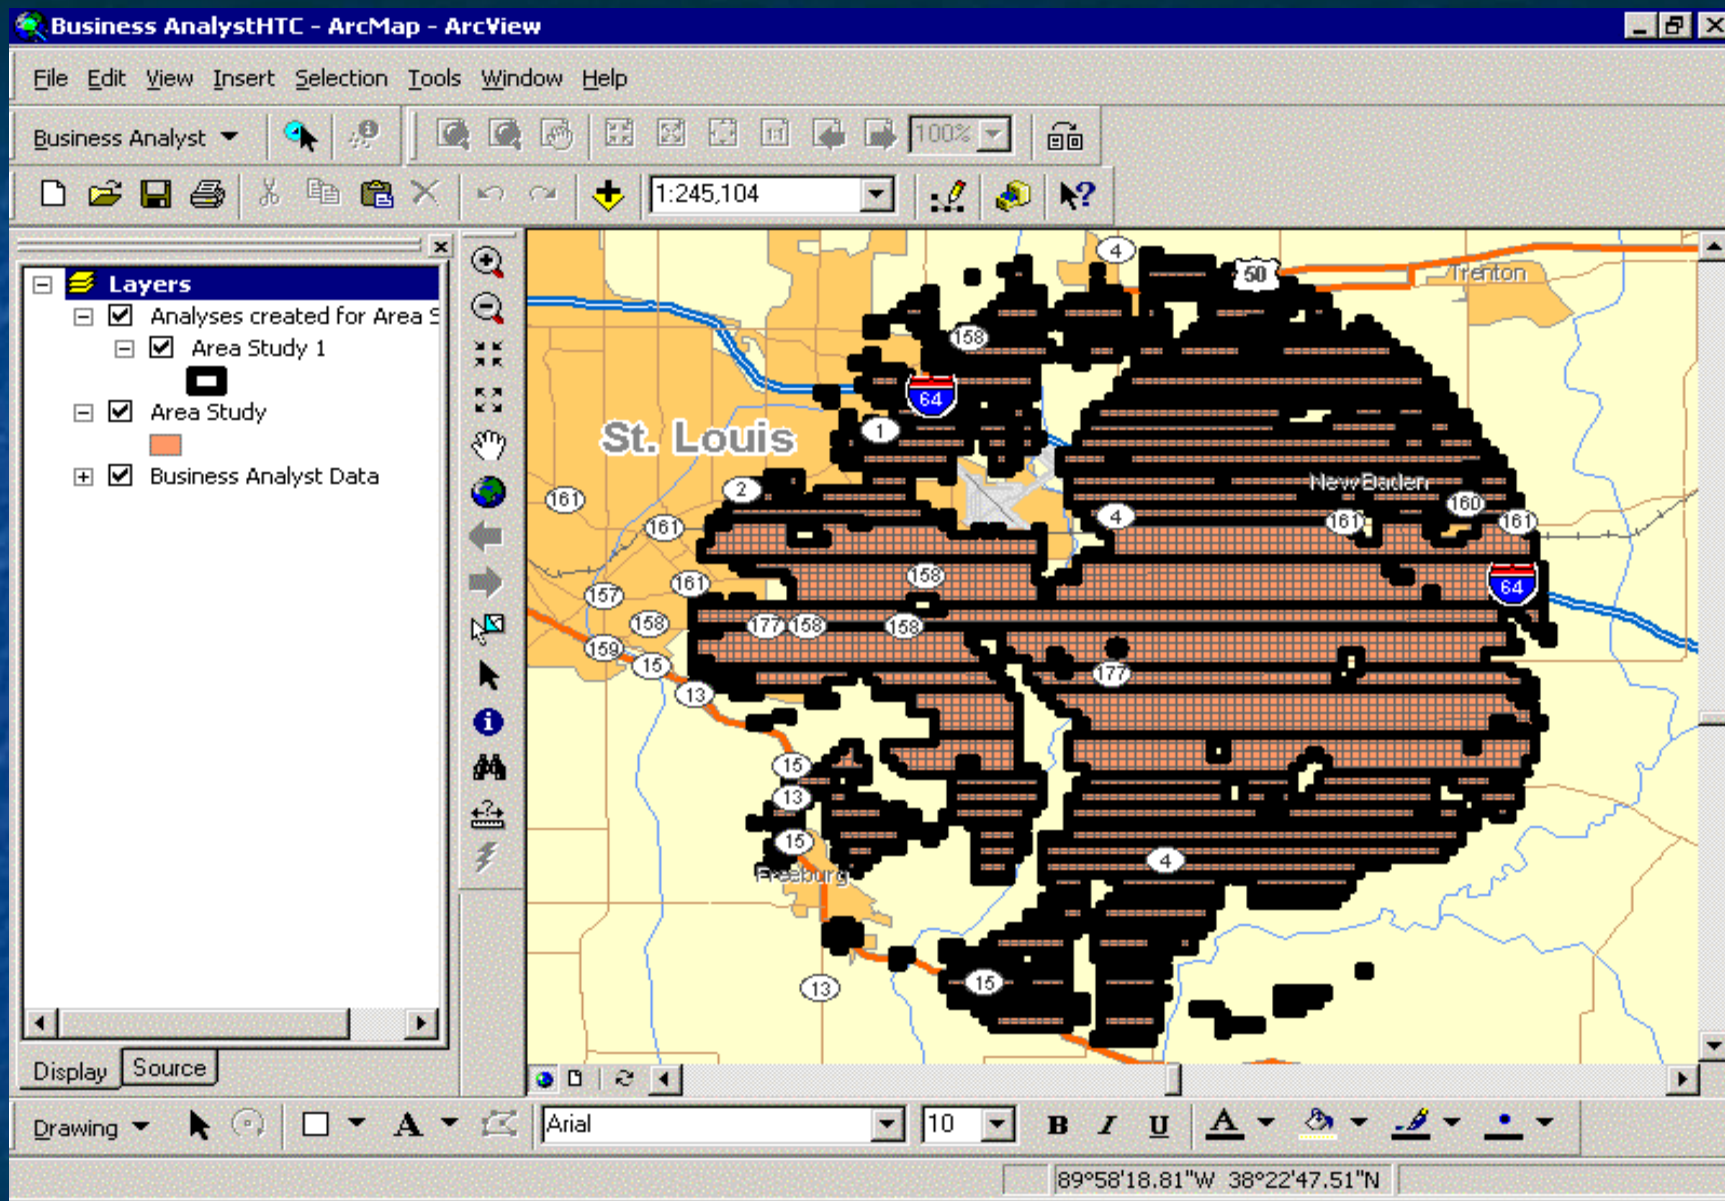 Business AnalystHTC - ArcMap - ArcView
File Edit View Insert Selection Tools Window Help
Business Analyst 1:1 100%
1:245,104 ?
Layers
Analyses created for Area S
Area Study 1
Area Study
Business Analyst Data
Display Source
4
50
Trenton
158
64
1
St. Louis
2
New Baden
161 160
161 4 161 161
158
161 64
157
158 177 158 158
159
15 177
13
15
13
15
4
Freeburg
15
13
Drawing A Arial 10 B I U A
89°58'18.81"W 38°22'47.51"N